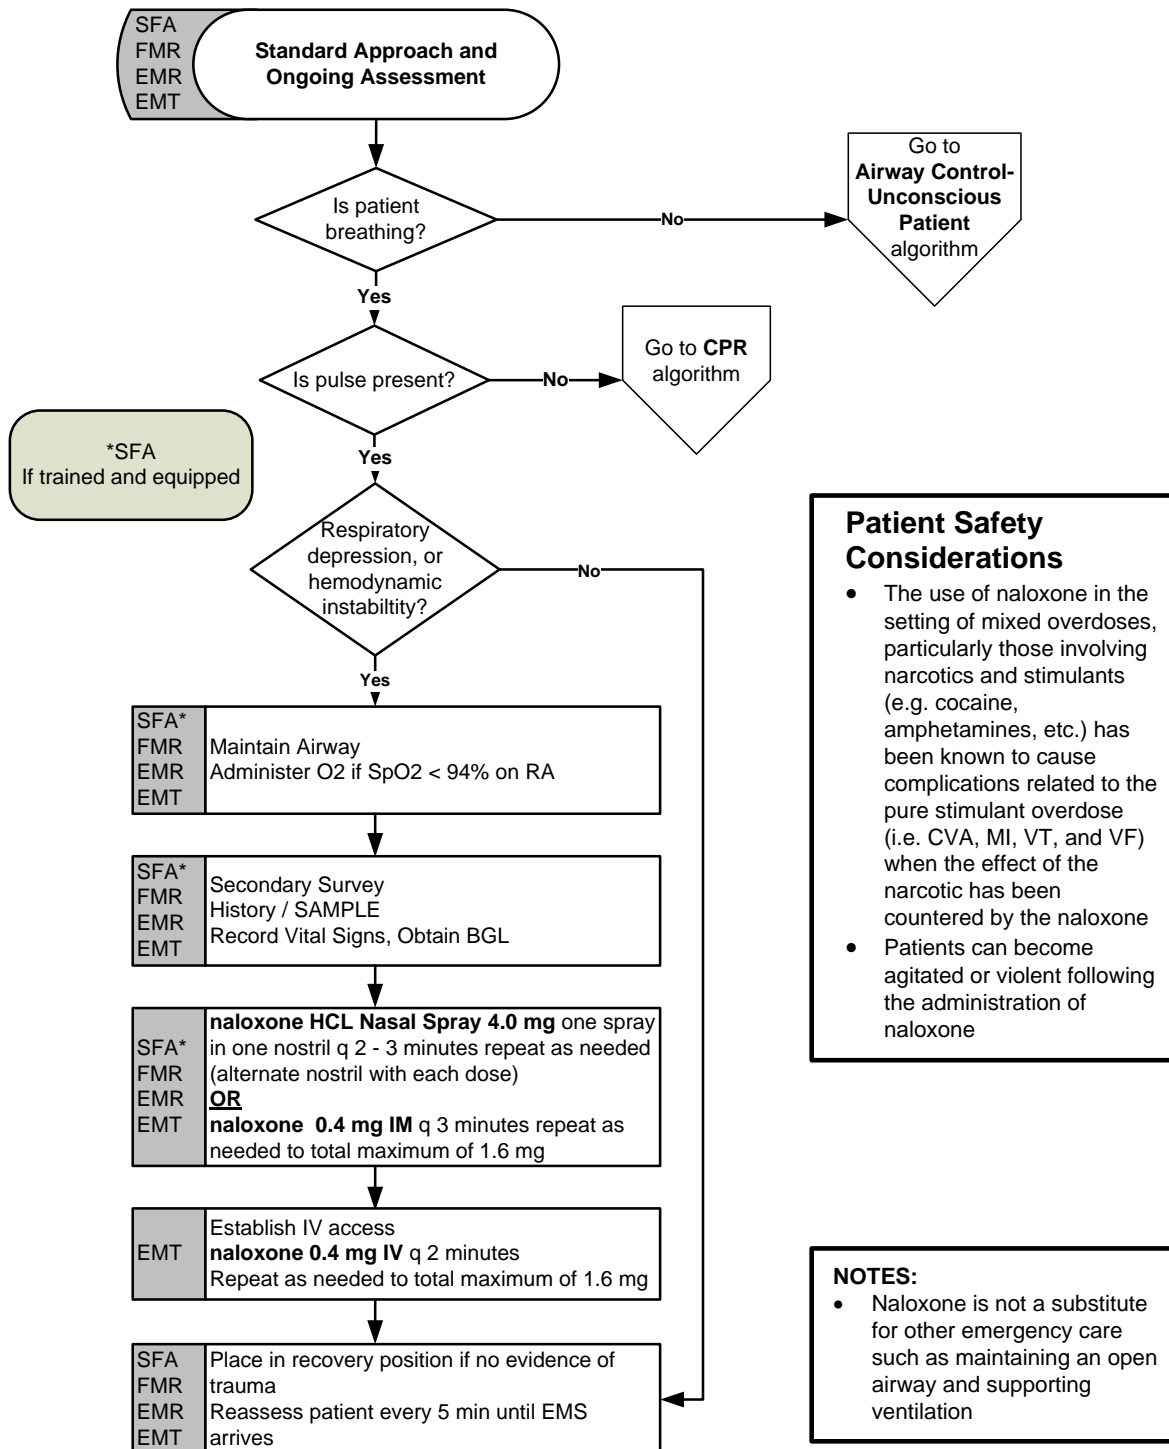 SFA
FMR
EMR
EMT
Standard Approach and
Ongoing Assessment
Is patient
breathing?
No
Go to
Airway Control-
Unconscious
Patient
algorithm
Yes
Is pulse present?
No
Go to CPR
algorithm
*SFA
If trained and equipped
Yes
Respiratory
depression, or
hemodynamic
instabiltity?
No
Yes
SFA*
FMR
EMR
EMT
Maintain Airway
Administer O2 if SpO2 < 94% on RA
SFA*
FMR
EMR
EMT
Secondary Survey
History / SAMPLE
Record Vital Signs, Obtain BGL
SFA*
FMR
EMR
EMT
naloxone HCL Nasal Spray 4.0 mg one spray
in one nostril q 2 - 3 minutes repeat as needed
(alternate nostril with each dose)
OR
naloxone 0.4 mg IM q 3 minutes repeat as
needed to total maximum of 1.6 mg
EMT
Establish IV access
naloxone 0.4 mg IV q 2 minutes
Repeat as needed to total maximum of 1.6 mg
SFA
FMR
EMR
EMT
Place in recovery position if no evidence of
trauma
Reassess patient every 5 min until EMS
arrives
Patient Safety
Considerations
• The use of naloxone in the
setting of mixed overdoses,
particularly those involving
narcotics and stimulants
(e.g. cocaine,
amphetamines, etc.) has
been known to cause
complications related to the
pure stimulant overdose
(i.e. CVA, MI, VT, and VF)
when the effect of the
narcotic has been
countered by the naloxone
• Patients can become
agitated or violent following
the administration of
naloxone
NOTES:
• Naloxone is not a substitute
for other emergency care
such as maintaining an open
airway and supporting
ventilation